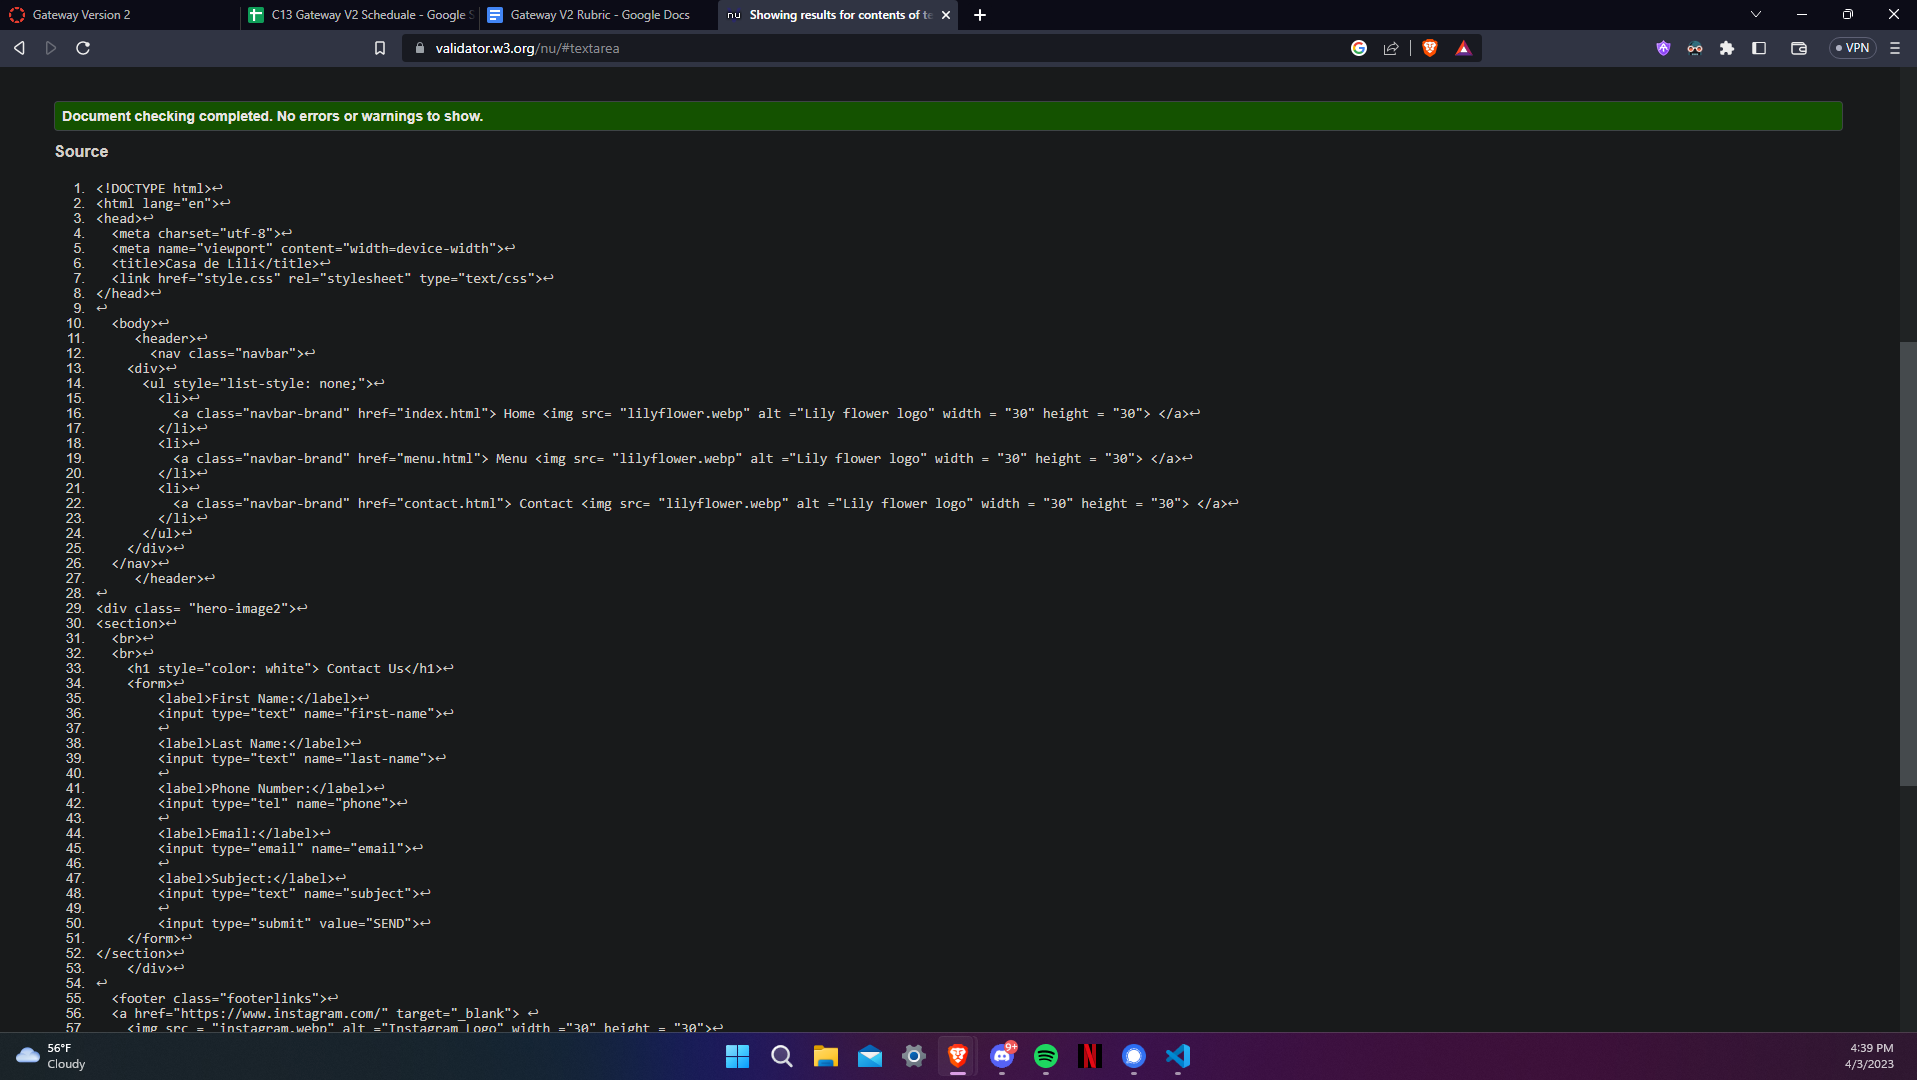 Gateway Version 2
C13 Gateway V2 Scheduale - Google S
Gateway V2 Rubric - Google Docs
nu Showing results for contents of te
validator.w3.org/nu/#textarea
VPN
Document checking completed. No errors or warnings to show.
Source
1. <!DOCTYPE html>↩
2. <html lang="en">↩
3. <head>↩
4. <meta charset="utf-8">↩
5. <meta name="viewport" content="width=device-width">↩
6. <title>Casa de Lili</title>↩
7. <link href="style.css" rel="stylesheet" type="text/css">↩
8. </head>↩
9. ↩
10. <body>↩
11. <header>↩
12. <nav class="navbar">↩
13. <div>↩
14. <ul style="list-style: none;">↩
15. <li>↩
16. <a class="navbar-brand" href="index.html"> Home <img src= "lilyflower.webp" alt ="Lily flower logo" width = "30" height = "30"> </a>↩
17. </li>↩
18. <li>↩
19. <a class="navbar-brand" href="menu.html"> Menu <img src= "lilyflower.webp" alt ="Lily flower logo" width = "30" height = "30"> </a>↩
20. </li>↩
21. <li>↩
22. <a class="navbar-brand" href="contact.html"> Contact <img src= "lilyflower.webp" alt ="Lily flower logo" width = "30" height = "30"> </a>↩
23. </li>↩
24. </ul>↩
25. </div>↩
26. </nav>↩
27. </header>↩
28. ↩
29. <div class= "hero-image2">↩
30. <section>↩
31. <br>↩
32. <br>↩
33. <h1 style="color: white"> Contact Us</h1>↩
34. <form>↩
35. <label>First Name:</label>↩
36. <input type="text" name="first-name">↩
37. ↩
38. <label>Last Name:</label>↩
39. <input type="text" name="last-name">↩
40. ↩
41. <label>Phone Number:</label>↩
42. <input type="tel" name="phone">↩
43. ↩
44. <label>Email:</label>↩
45. <input type="email" name="email">↩
46. ↩
47. <label>Subject:</label>↩
48. <input type="text" name="subject">↩
49. ↩
50. <input type="submit" value="SEND">↩
51. </form>↩
52. </section>↩
53. </div>↩
54. ↩
55. <footer class="footerlinks">↩
56. <a href="https://www.instagram.com/" target="_blank"> ↩
57. <img src = "instagram.webp" alt ="Instagram Logo" width ="30" height = "30">↩
56°F
Cloudy
9+
4:39 PM
4/3/2023